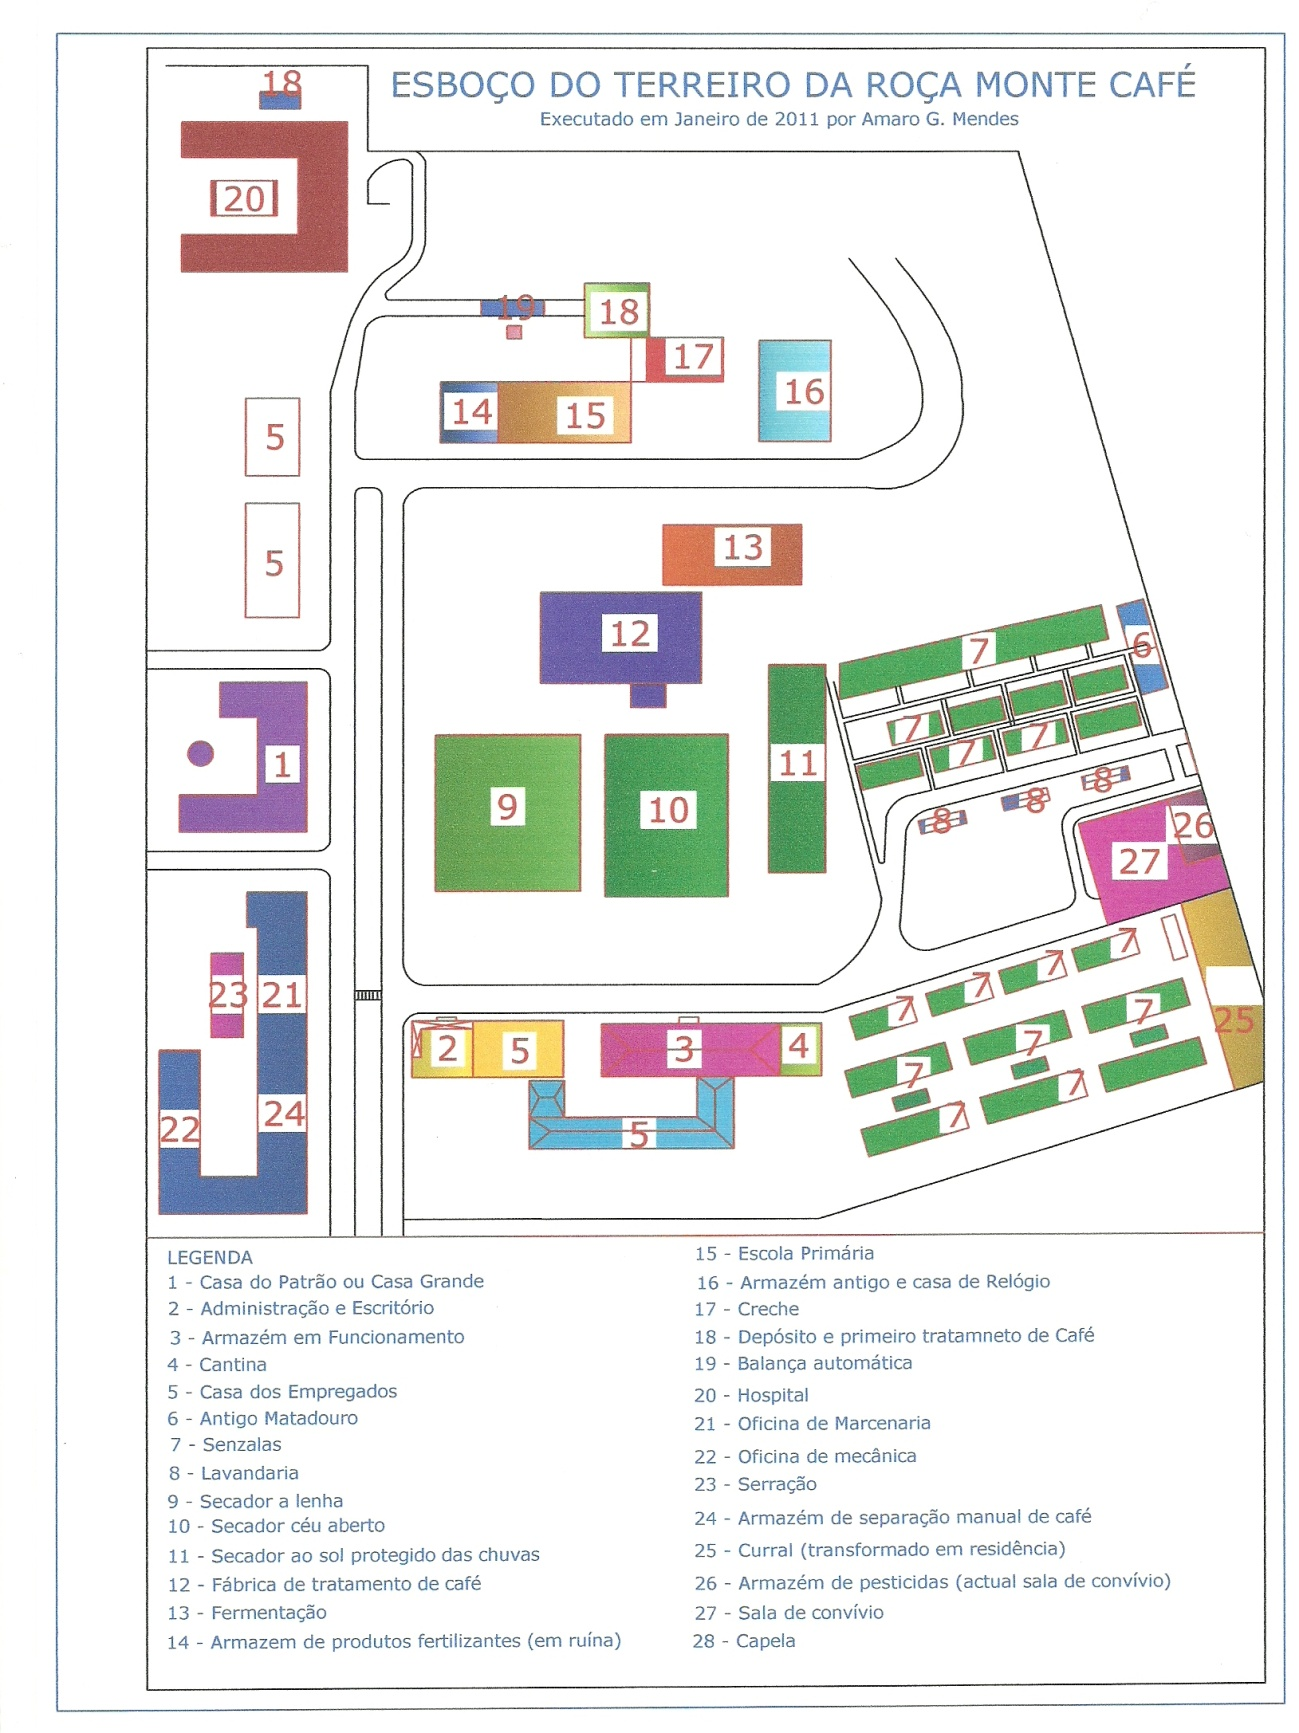 ESBOÇO DO TERREIRO DA ROÇA MONTE CAFÉ
Executado em Janeiro de 2011 por Amaro G. Mendes
18
20
19
18
17
16
14
15
5
5
13
12
6
7
7
7
7
1
11
9
10
8
8
8
26
27
7
7
7
7
23
21
25
2
5
3
4
7
7
7
22
24
5
7
7
LEGENDA
1 - Casa do Patrão ou Casa Grande
2 - Administração e Escritório
3 - Armazém em Funcionamento
4 - Cantina
5 - Casa dos Empregados
6 - Antigo Matadouro
7 - Senzalas
8 - Lavandaria
9 - Secador a lenha
10 - Secador céu aberto
11 - Secador ao sol protegido das chuvas
12 - Fábrica de tratamento de café
13 - Fermentação
14 - Armazem de produtos fertilizantes (em ruína)
15 - Escola Primária
16 - Armazém antigo e casa de Relógio
17 - Creche
18 - Depósito e primeiro tratamneto de Café
19 - Balança automática
20 - Hospital
21 - Oficina de Marcenaria
22 - Oficina de mecânica
23 - Serração
24 - Armazém de separação manual de café
25 - Curral (transformado em residência)
26 - Armazém de pesticidas (actual sala de convívio)
27 - Sala de convívio
28 - Capela